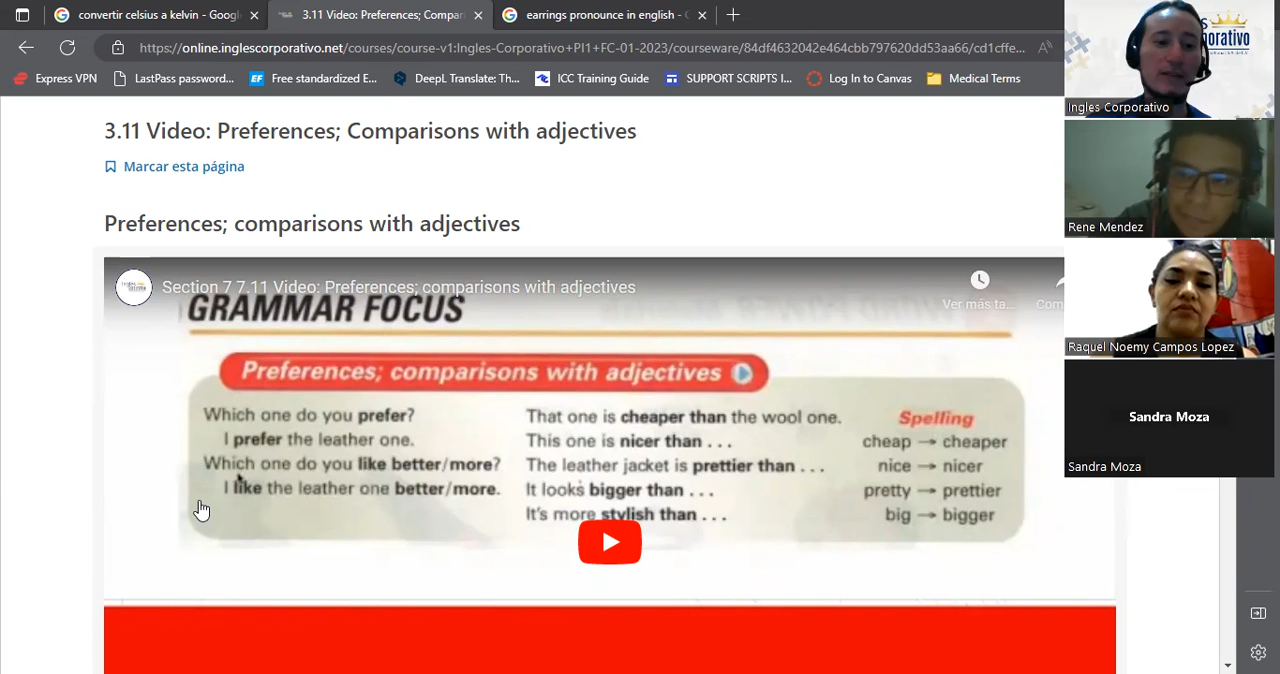 convertir celsius a kelvin - Google
3.11 Video: Preferences; Compar
earrings pronounce in english - G
https://online.inglescorporativo.net/courses/course-v1:Ingles-Corporativo+PI1+FC-01-2023/courseware/84df4632042e464cbb797620dd53aa66/cd1cffe...
Express VPN
LastPass password...
EF
Free standardized E...
DeepL Translate: Th...
ICC Training Guide
SUPPORT SCRIPTS I...
Log In to Canvas
Medical Terms
3.11 Video: Preferences; Comparisons with adjectives
Marcar esta página
Preferences; comparisons with adjectives
Section 7 7.11 Video: Preferences; comparisons with adjectives
Ver más ta...
Com
GRAMMAR FOCUS
Preferences; comparisons with adjectives
Which one do you prefer?
I prefer the leather one.
Which one do you like better/more?
I like the leather one better/more.
That one is cheaper than the wool one.
This one is nicer than . . .
The leather jacket is prettier than . . .
It looks bigger than . . .
It's more stylish than . . .
Spelling
cheap → cheaper
nice → nicer
pretty → prettier
big → bigger
orporativo
Ingles Corporativo
Rene Mendez
Raquel Noemy Campos Lopez
Sandra Moza
Sandra Moza